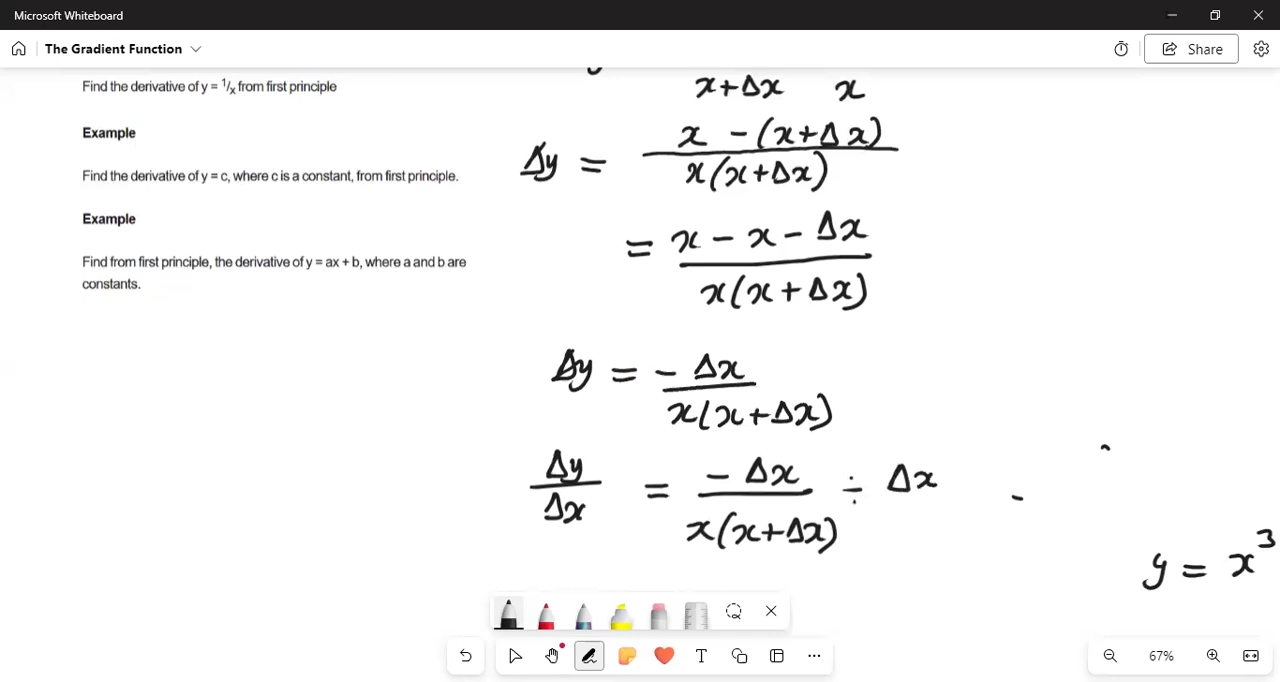 Microsoft Whiteboard
The Gradient Function
Share
Find the derivative of y = 1/x from first principle
Example
Find the derivative of y = c, where c is a constant, from first principle.
Example
Find from first principle, the derivative of y = ax + b, where a and b are
constants.
x+Δx x
Δy = x - (x+Δx) / x(x+Δx)
= x - x - Δx / x(x+Δx)
Δy = - Δx / x(x+Δx)
Δy/Δx = - Δx / x(x+Δx) ÷ Δx
y = x³
67%